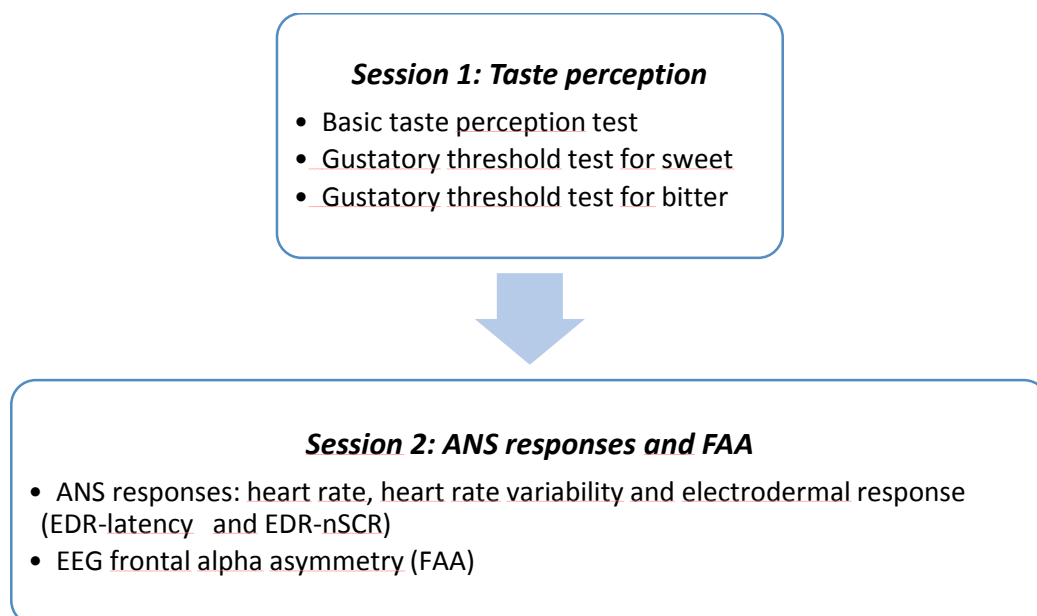 Session 1: Taste perception
• Basic taste perception test
• Gustatory threshold test for sweet
• Gustatory threshold test for bitter
Session 2: ANS responses and FAA
• ANS responses: heart rate, heart rate variability and electrodermal response
(EDR-latency and EDR-nSCR)
• EEG frontal alpha asymmetry (FAA)